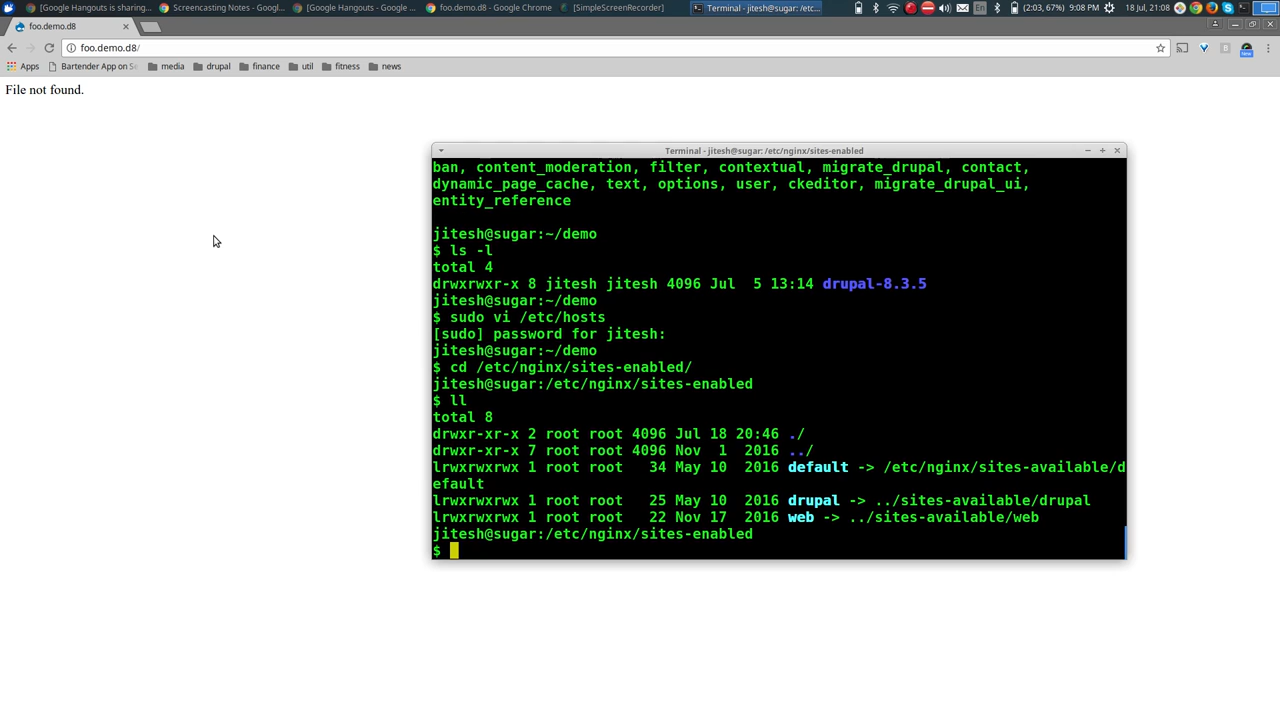 [Google Hangouts is sharing...
Screencasting Notes - Googl...
[Google Hangouts - Google ...
foo.demo.d8 - Google Chrome
[SimpleScreenRecorder]
Terminal - jitesh@sugar: /etc...
En
(2:03, 67%)
9:08 PM
18 Jul, 21:08
foo.demo.d8
foo.demo.d8/
Apps
Bartender App on Se
media
drupal
finance
util
fitness
news
File not found.
Terminal - jitesh@sugar: /etc/nginx/sites-enabled
ban, content_moderation, filter, contextual, migrate_drupal, contact,
dynamic_page_cache, text, options, user, ckeditor, migrate_drupal_ui,
entity_reference
jitesh@sugar:~/demo
$ ls -l
total 4
drwxrwxr-x 8 jitesh jitesh 4096 Jul  5 13:14 drupal-8.3.5
jitesh@sugar:~/demo
$ sudo vi /etc/hosts
[sudo] password for jitesh:
jitesh@sugar:~/demo
$ cd /etc/nginx/sites-enabled/
jitesh@sugar:/etc/nginx/sites-enabled
$ ll
total 8
drwxr-xr-x 2 root root 4096 Jul 18 20:46 ./
drwxr-xr-x 7 root root 4096 Nov  1  2016 ../
lrwxrwxrwx 1 root root   34 May 10  2016 default -> /etc/nginx/sites-available/d
efault
lrwxrwxrwx 1 root root   25 May 10  2016 drupal -> ../sites-available/drupal
lrwxrwxrwx 1 root root   22 Nov 17  2016 web -> ../sites-available/web
jitesh@sugar:/etc/nginx/sites-enabled
$